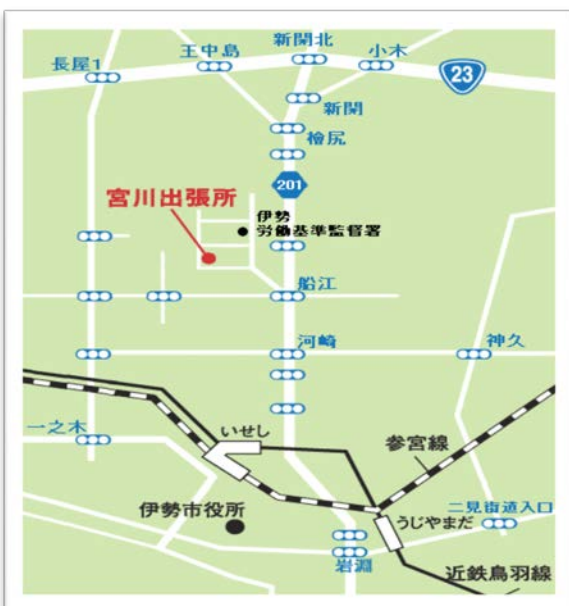 新開北
王中島
小木
長屋1
23
新開
檜尻
201
宮川出張所
伊勢
労働基準監督署
船江
河崎
神久
一之木
いせし
参宮線
伊勢市役所
二見街道入口
うじやまだ
岩淵
近鉄鳥羽線